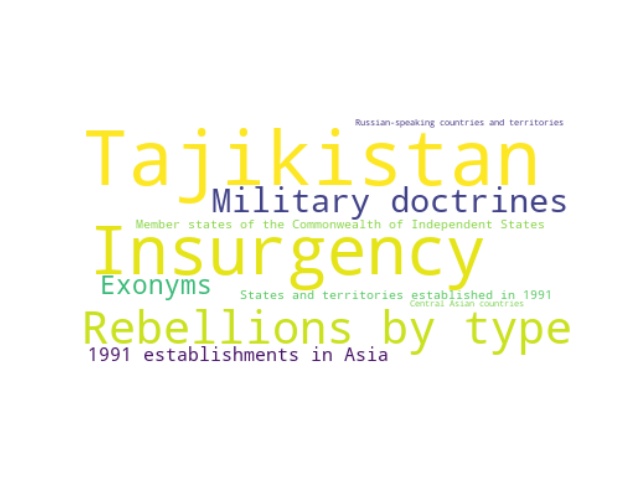 Russian-speaking countries and territories
Tajikistan
Military doctrines
Member states of the Commonwealth of Independent States
Insurgency
Exonyms
States and territories established in 1991
Central Asian countries
Rebellions by type
1991 establishments in Asia